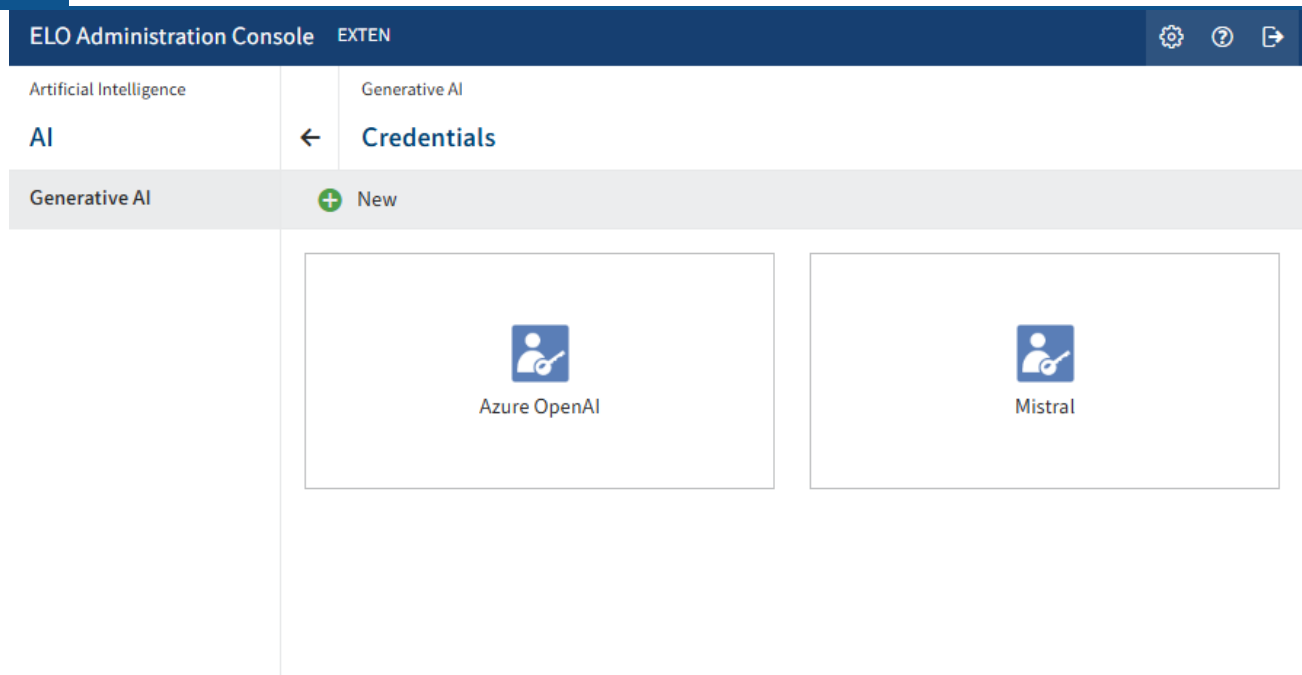 ELO Administration Console EXTEN
Artificial Intelligence
AI
Generative AI
Generative AI
Credentials
New
Azure OpenAI
Mistral